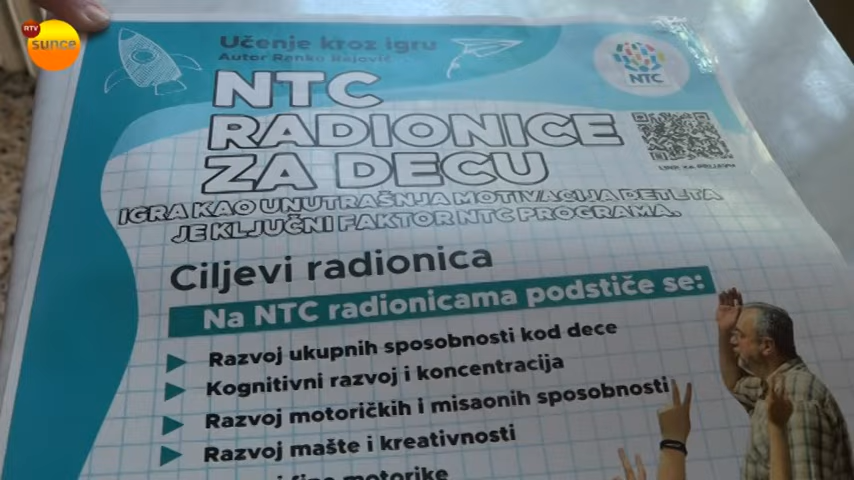 RTV
sunce
Učenje kroz igru
Autor Ranko Rajović
NTC
NTC
RADIONICE
ZA DECU
IGRA KAO UNUTRAŠNJA MOTIVACIJA DETETA
JE KLJUČNI FAKTOR NTC PROGRAMA.
Ciljevi radionica
Na NTC radionicama podstiče se:
Razvoj ukupnih sposobnosti kod dece
Kognitivni razvoj i koncentracija
Razvoj motoričkih i misaonih sposobnosti
Razvoj mašte i kreativnosti
fine motorike